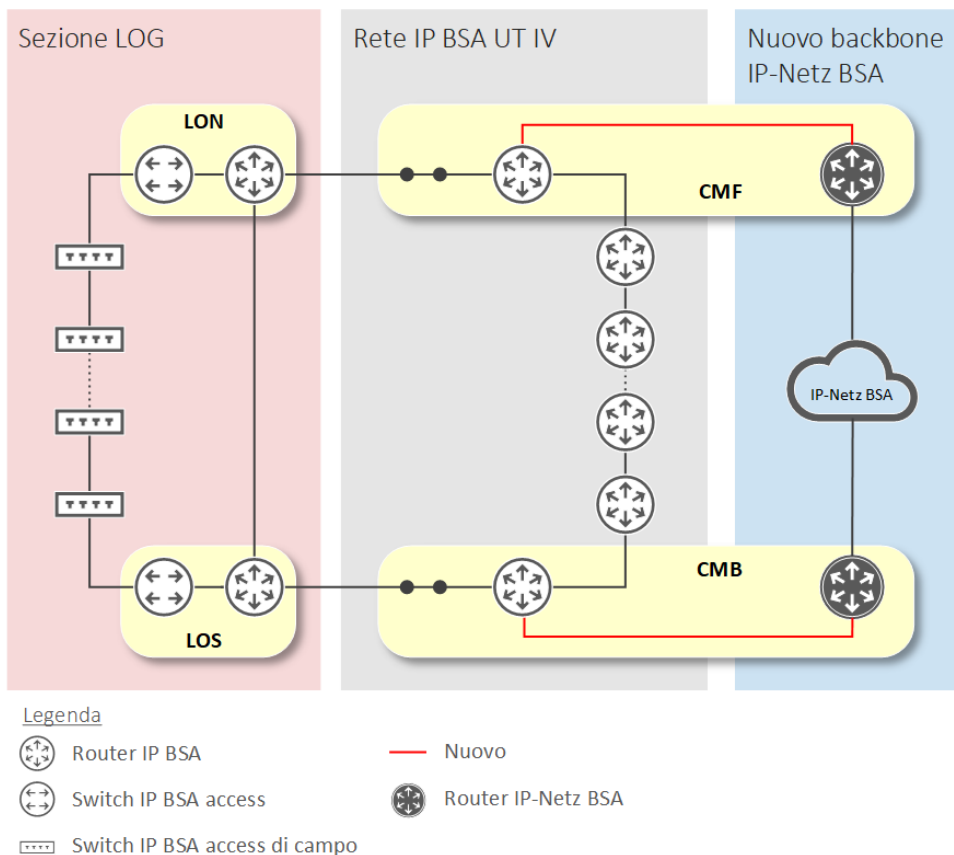 Sezione LOG
Rete IP BSA UT IV
Nuovo backbone
IP-Netz BSA
LON
CMF
IP-Netz BSA
CMB
LOS
Legenda
Router IP BSA
Nuovo
Switch IP BSA access
Router IP-Netz BSA
Switch IP BSA access di campo